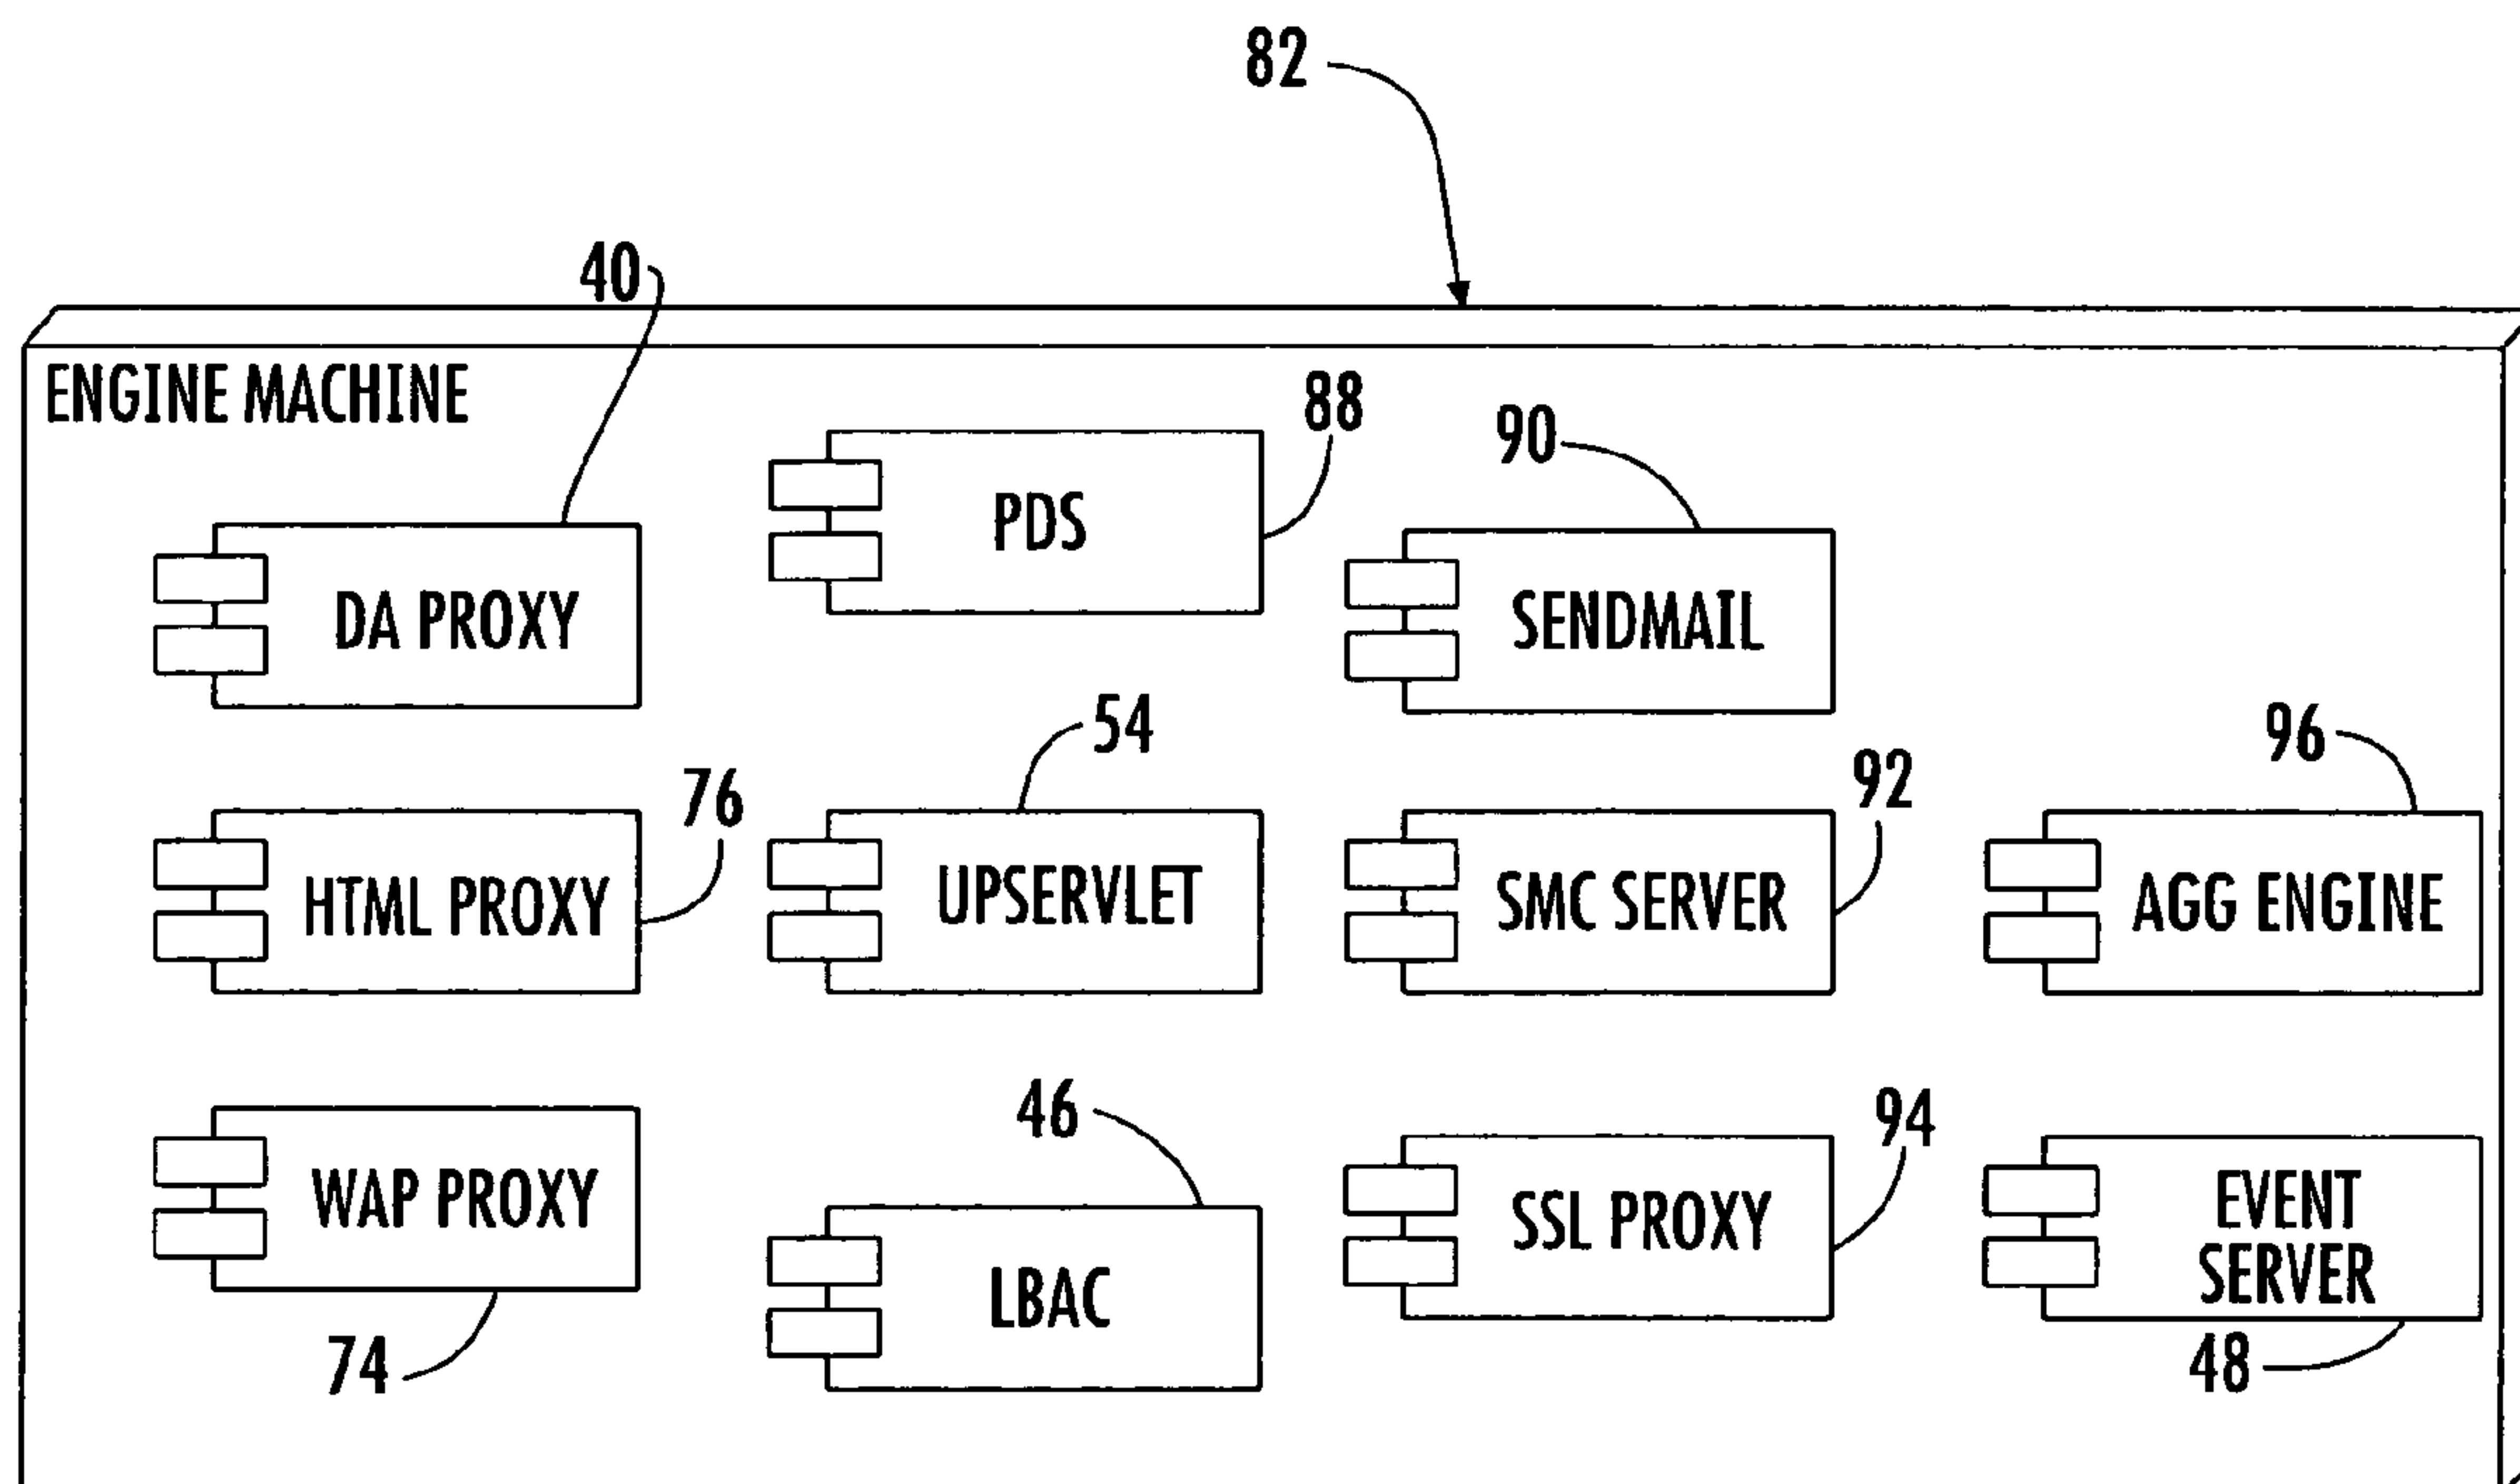 82
40
ENGINE MACHINE
88
90
PDS
DA PROXY
SENDMAIL
54
96
76
92
HTML PROXY
UPSERVLET
SMC SERVER
AGG ENGINE
46
94
WAP PROXY
SSL PROXY
EVENT
SERVER
LBAC
74
48